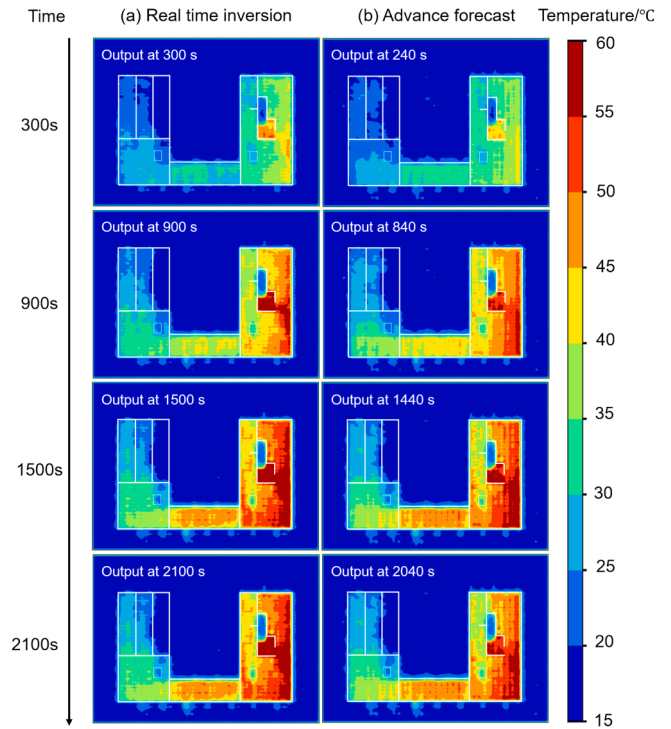 Time (a) Real time inversion (b) Advance forecast Temperature/°C
300s
Output at 300 s Output at 240 s
900s
Output at 900 s Output at 840 s
1500s
Output at 1500 s Output at 1440 s
2100s
Output at 2100 s Output at 2040 s
60
55
50
45
40
35
30
25
20
15